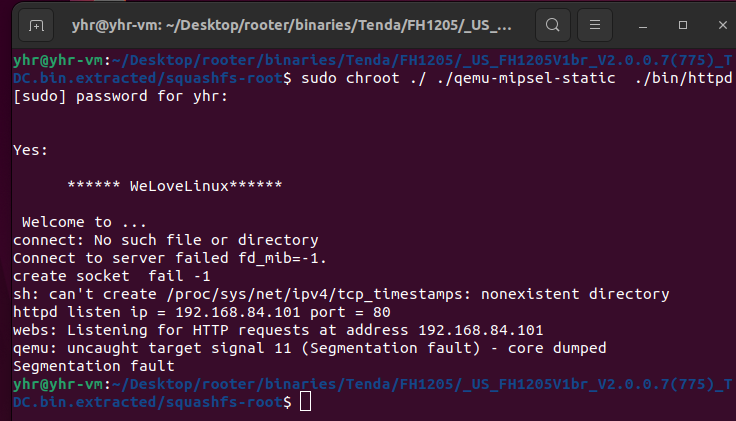 yhr@yhr-vm: ~/Desktop/rooter/binaries/Tenda/FH1205/_US_...
yhr@yhr-vm:~/Desktop/rooter/binaries/Tenda/FH1205/_US_FH1205V1br_V2.0.0.7(775)_T
DC.bin.extracted/squashfs-root$ sudo chroot ./ ./qemu-mipsel-static  ./bin/httpd
[sudo] password for yhr:
Yes:
****** WeLoveLinux******
Welcome to ...
connect: No such file or directory
Connect to server failed fd_mib=-1.
create socket  fail -1
sh: can't create /proc/sys/net/ipv4/tcp_timestamps: nonexistent directory
httpd listen ip = 192.168.84.101 port = 80
webs: Listening for HTTP requests at address 192.168.84.101
qemu: uncaught target signal 11 (Segmentation fault) - core dumped
Segmentation fault
yhr@yhr-vm:~/Desktop/rooter/binaries/Tenda/FH1205/_US_FH1205V1br_V2.0.0.7(775)_T
DC.bin.extracted/squashfs-root$